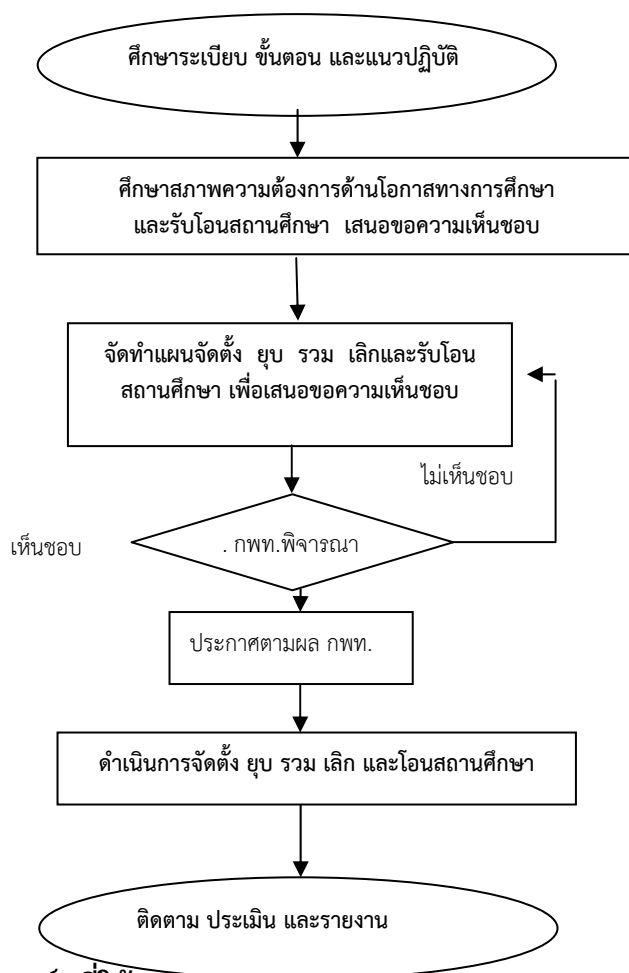 ศึกษาระเบียบ ขั้นตอน และแนวปฏิบัติ
ศึกษาสภาพความต้องการด้านโอกาสทางการศึกษา
และรับโอนสถานศึกษา เสนอขอความเห็นชอบ
จัดทำแผนจัดตั้ง ยุบ รวม เลิกและรับโอน
สถานศึกษา เพื่อเสนอขอความเห็นชอบ
ไม่เห็นชอบ
เห็นชอบ
. กพท.พิจารณา
ประกาศตามผล กพท.
ดำเนินการจัดตั้ง ยุบ รวม เลิก และโอนสถานศึกษา
ติดตาม ประเมิน และรายงาน